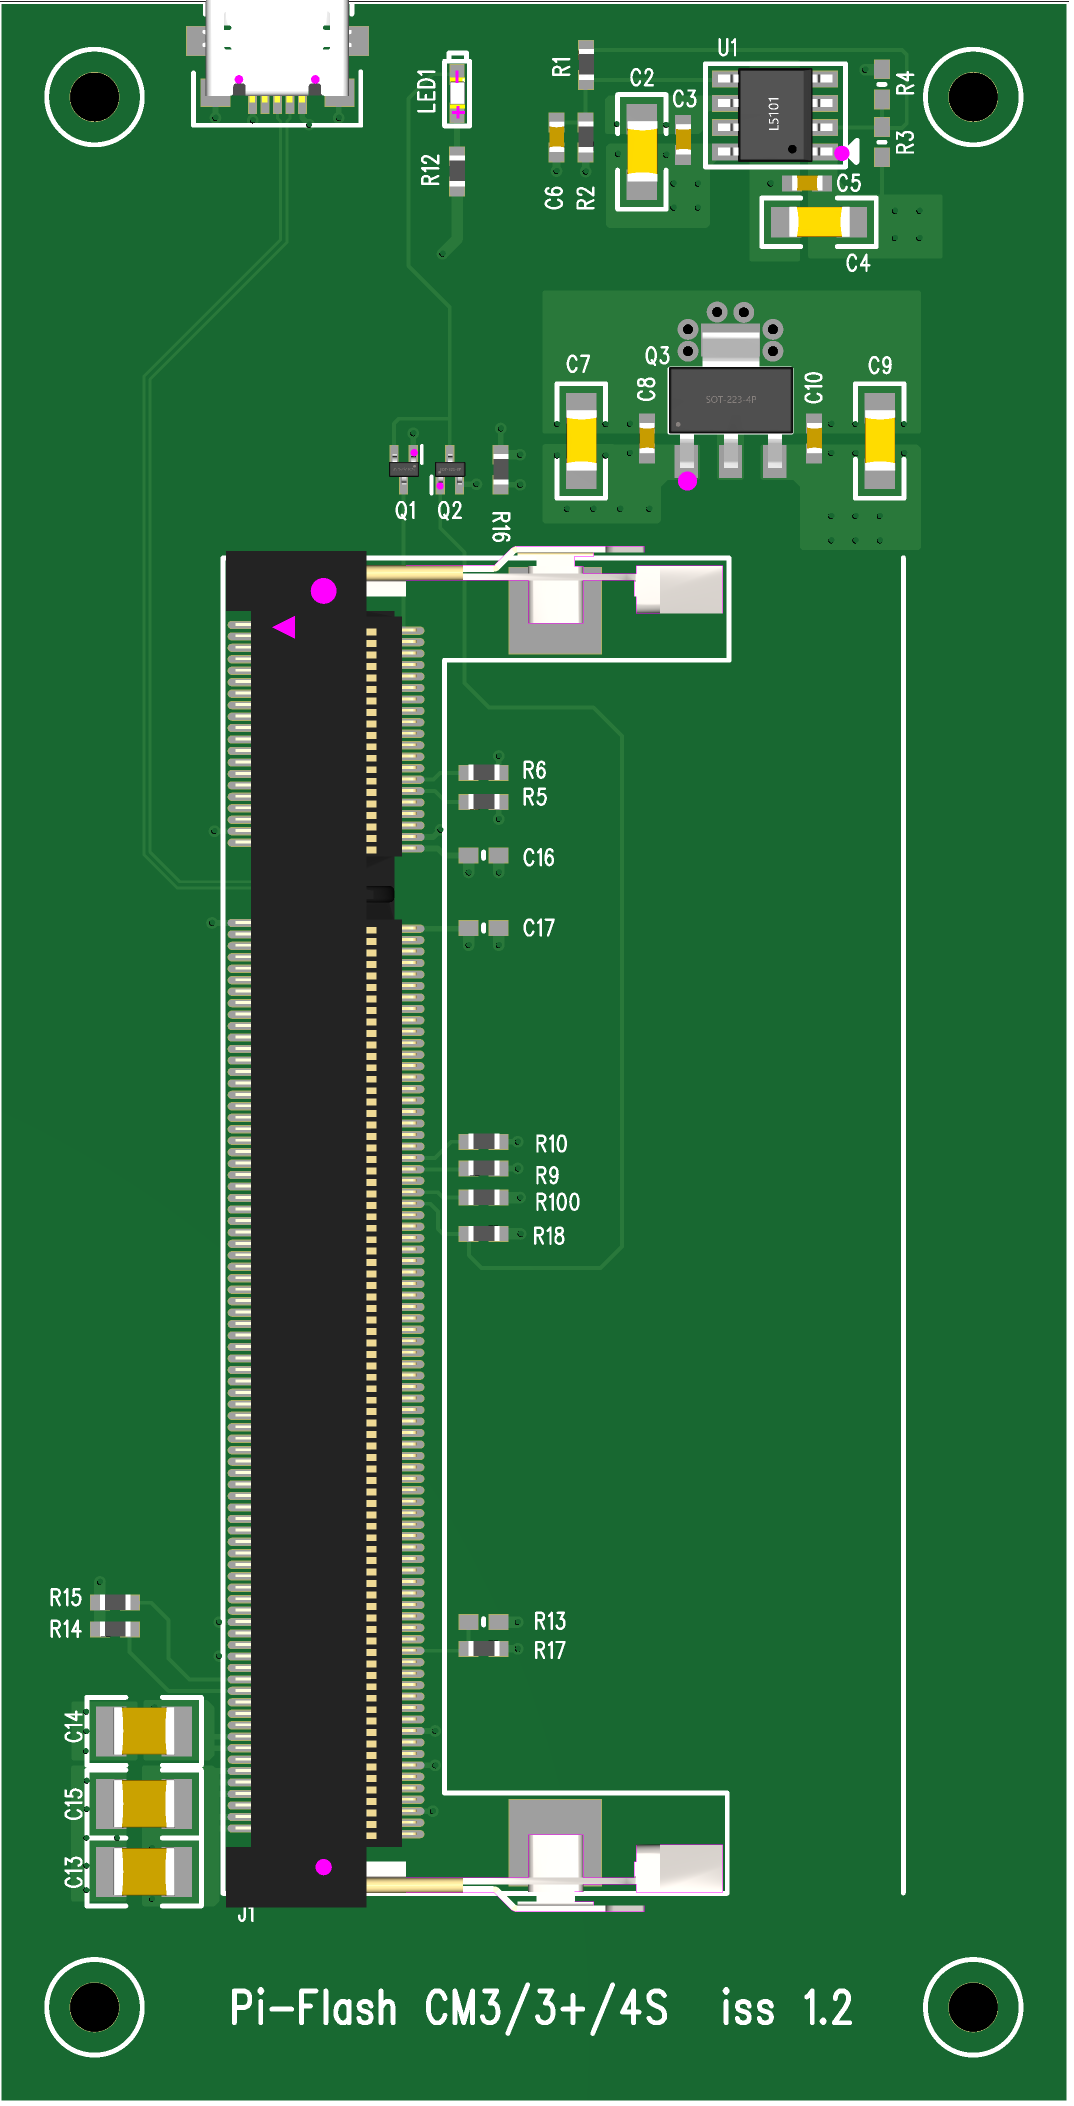 U1
R1
C2
R4
LED1
C3
L5101
R3
R12
C6
R2
C5
C4
Q3
C7
C8
C10
C9
SOT-223-4P
Q1
Q2
R16
R6
R5
C16
C17
R10
R9
R100
R18
R15
R14
R13
R17
C14
C15
C13
J1
Pi-Flash CM3/3+/4S iss 1.2